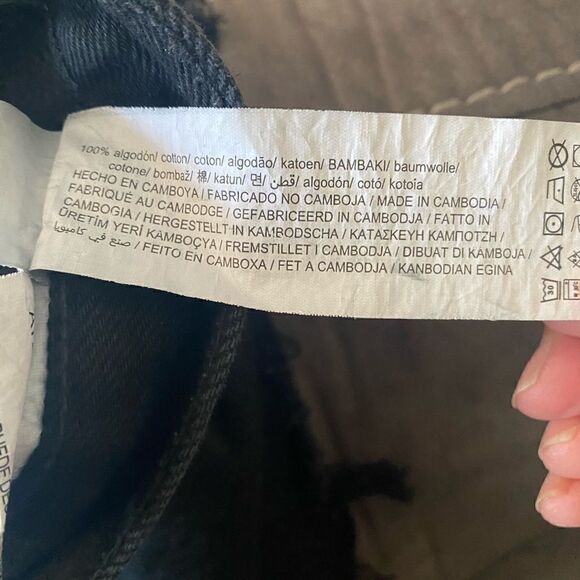 100% algodón/ cotton/ coton/ algodão/ katoen/ BAMBAKI/ baumwolle/
cotone/ bombaž/ 棉/ katun/ 면/ قطن/ algodón/ cotó/ kotoia
HECHO EN CAMBOYA / FABRICADO NO CAMBOJA / MADE IN CAMBODIA /
FABRIQUÉ AU CAMBODGE / GEFABRICEERD IN CAMBODJA / FATTO IN
CAMBOGIA / HERGESTELLT IN KAMBODSCHA / ΚΑΤΑΣΚΕΥΗ ΚΑΜΠΟΤΖΗ /
ÜRETİM YERİ KAMBOÇYA / FREMSTILLET I CAMBODJA / DIBUAT DI KAMBOJA /
صنع في كامبوديا / FEITO EN CAMBOXA / FET A CAMBODJA / KANBODIAN EGINA
30